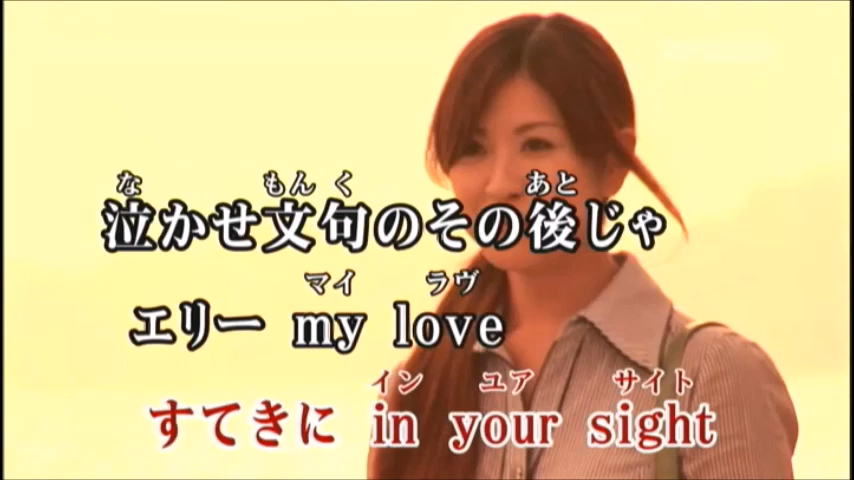 な もん く あと
泣かせ文句のその後じゃ
マイ ラヴ
エリー my love
イン ユア サイト
すてきに in your sight